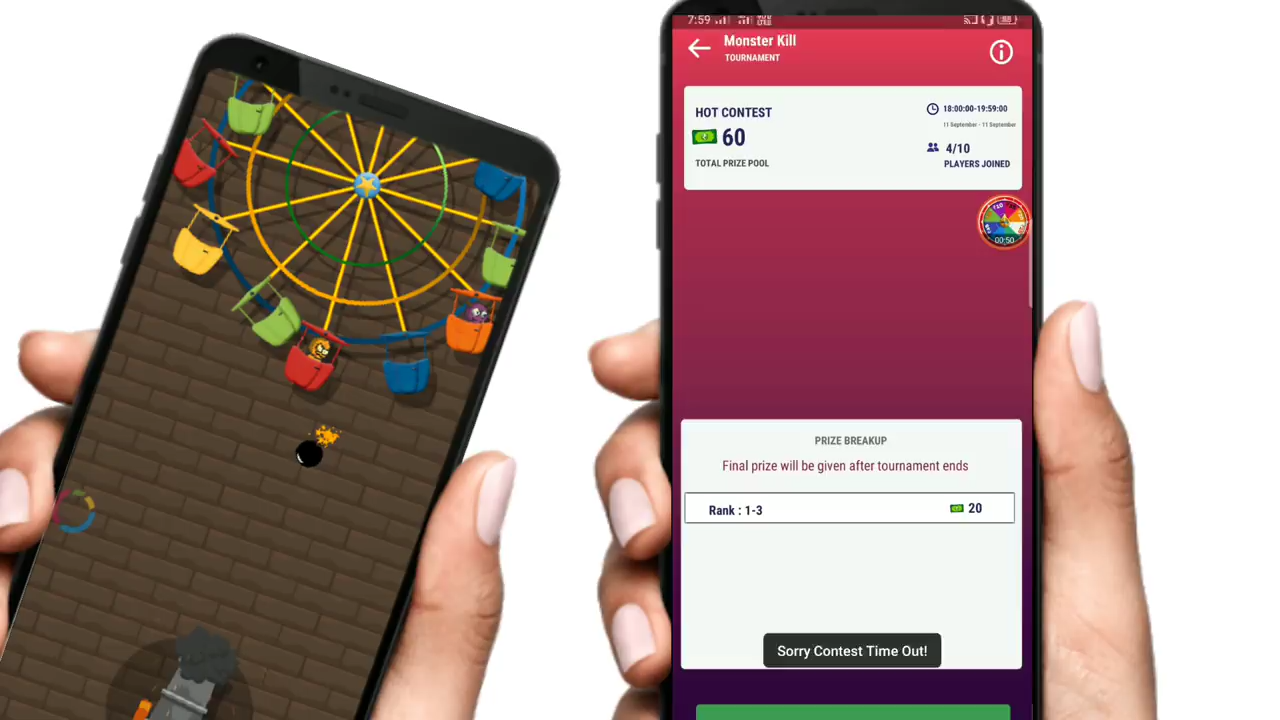 7:59
Monster Kill
TOURNAMENT
HOT CONTEST
60
TOTAL PRIZE POOL
18:00:00-19:59:00
11 September - 11 September
4/10
PLAYERS JOINED
00:50
PRIZE BREAKUP
Final prize will be given after tournament ends
Rank : 1-3
20
Sorry Contest Time Out!